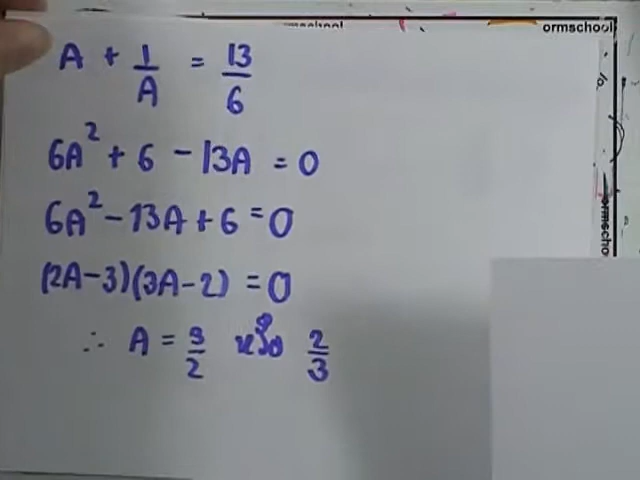 ormschool
A + 1/A = 13/6
6A² + 6 - 13A = 0
6A² - 13A + 6 = 0
(2A-3)(3A-2) = 0
∴ A = 3/2 หรือ 2/3
ormschool